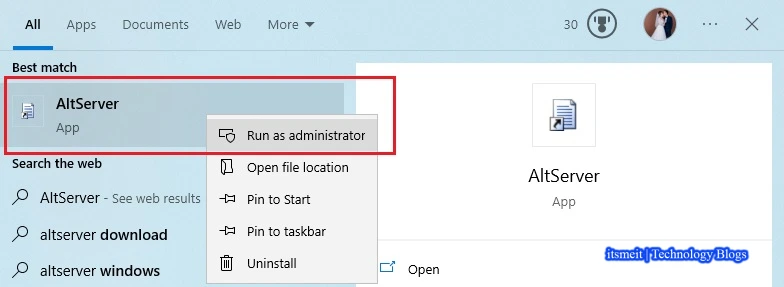 All Apps Documents Web More 30 ...
Best match
AltServer
App
Run as administrator
Open file location
Pin to Start
Pin to taskbar
Uninstall
Search the web
AltServer - See web results
altserver download
altserver windows
AltServer
App
Open
itsmeit | Technology Blogs